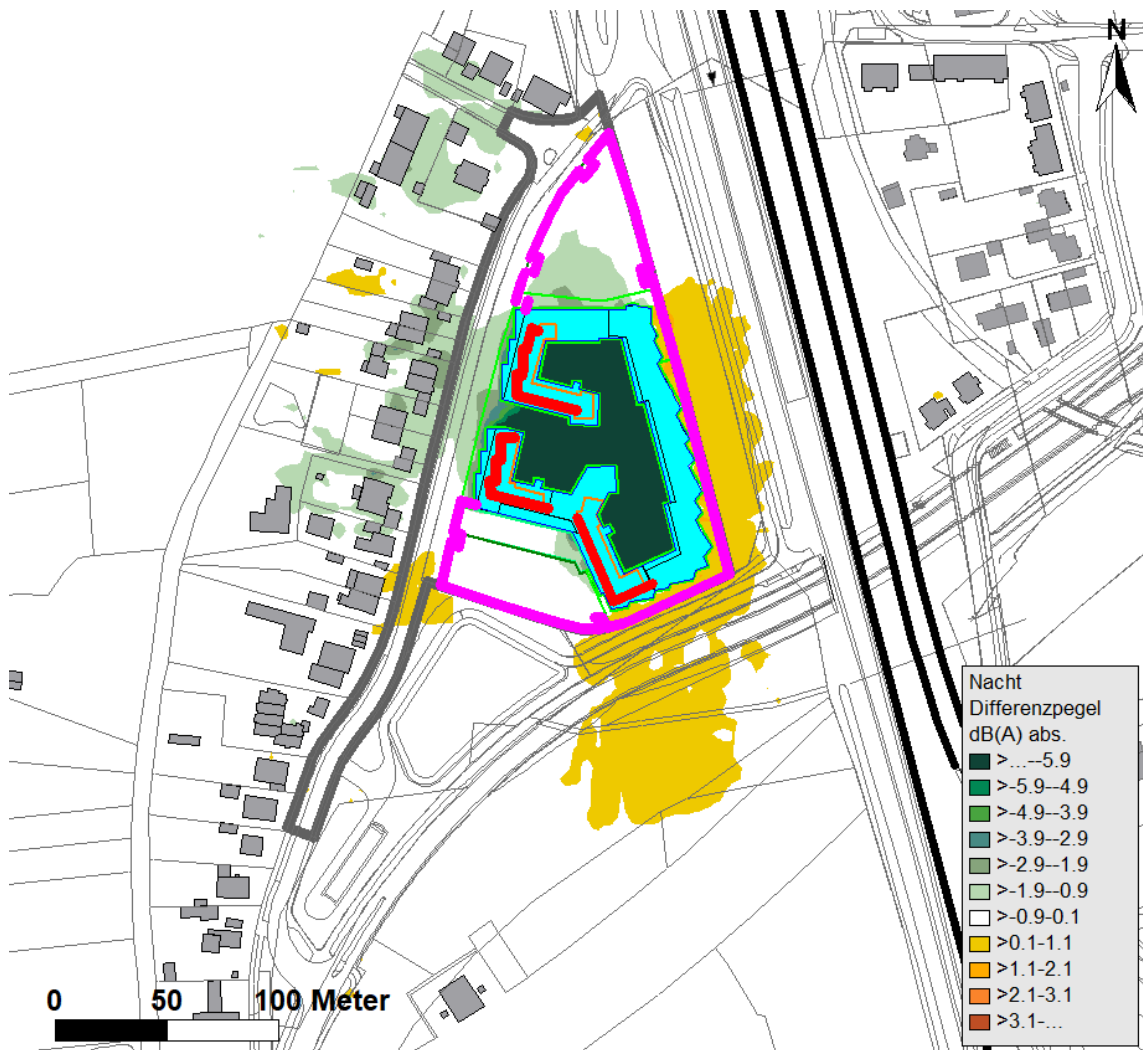 N
Nacht
Differenzpegel
dB(A) abs.
>...--5.9
>-5.9--4.9
>-4.9--3.9
>-3.9--2.9
>-2.9--1.9
>-1.9--0.9
>-0.9-0.1
>0.1-1.1
>1.1-2.1
>2.1-3.1
>3.1-...
0 50 100 Meter